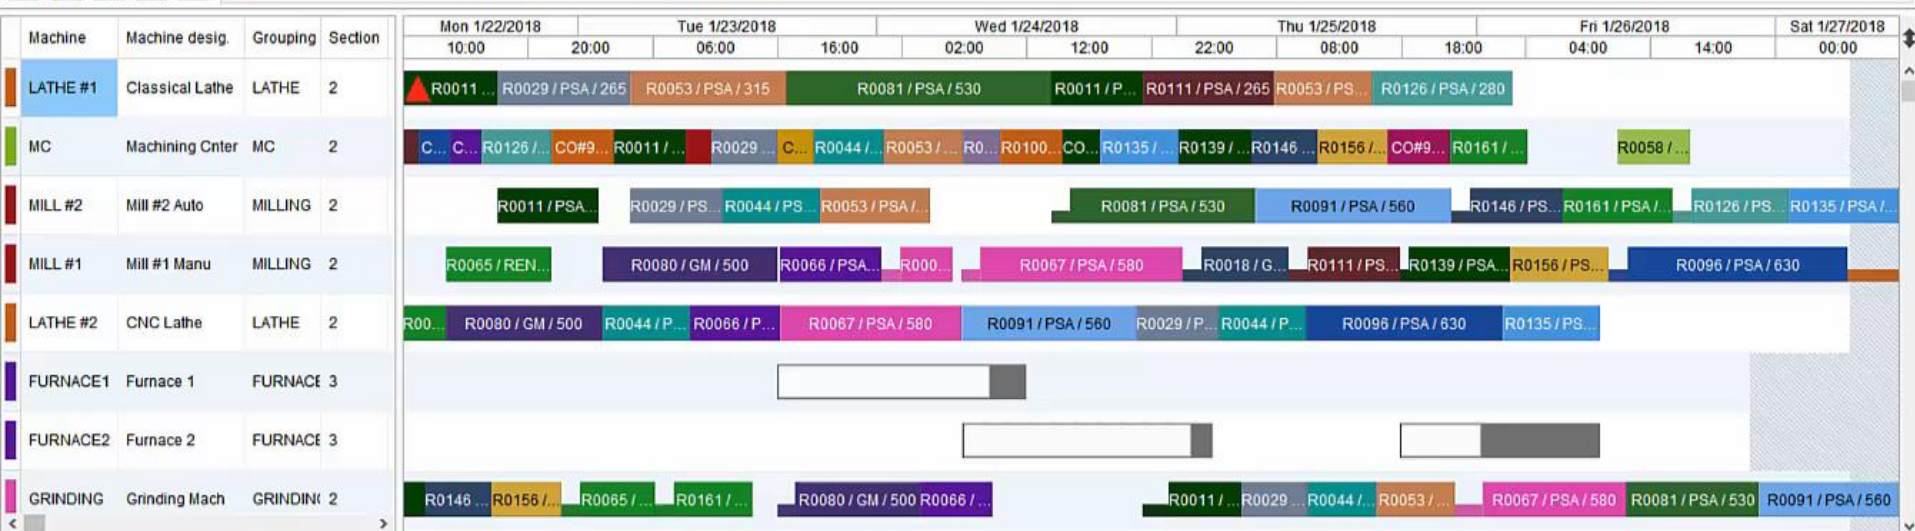 Mon 1/22/2018 Tue 1/23/2018 Wed 1/24/2018 Thu 1/25/2018 Fri 1/26/2018 Sat 1/27/2018
Machine Machine desig. Grouping Section
10:00 20:00 06:00 16:00 02:00 12:00 22:00 08:00 18:00 04:00 14:00 00:00
LATHE #1 Classical Lathe LATHE 2 R0011 ... R0029 / PSA / 265 R0053 / PSA / 315 R0081 / PSA / 530 R0011 / P... R0111 / PSA / 265 R0053 / PS... R0126 / PSA / 280
MC Machining Cnter MC 2 C... C... R0126 /... CO#9... R0011 / ... R0029 ... C... R0044 /... R0053 / ... R0... R0100... CO... R0135 / ... R0139 / ... R0146 ... R0156 /... CO#9... R0161 / ... R0058 / ...
MILL #2 Mill #2 Auto MILLING 2 R0011 / PSA... R0029 / PS... R0044 / PS... R0053 / PSA /... R0081 / PSA / 530 R0091 / PSA / 560 R0146 / PS... R0161 / PSA /... R0126 / PS... R0135 / PSA /...
MILL #1 Mill #1 Manu MILLING 2 R0065 / REN... R0080 / GM / 500 R0066 / PSA... R000... R0067 / PSA / 580 R0018 / G... R0111 / PS... R0139 / PSA... R0156 / PS... R0096 / PSA / 630
LATHE #2 CNC Lathe LATHE 2 R00... R0080 / GM / 500 R0044 / P... R0066 / P... R0067 / PSA / 580 R0091 / PSA / 560 R0029 / P... R0044 / P... R0096 / PSA / 630 R0135 / PS...
FURNACE1 Furnace 1 FURNACE 3
FURNACE2 Furnace 2 FURNACE 3
GRINDING Grinding Mach GRINDIN( 2 R0146 ... R0156 /... R0065 / ... R0161 / ... R0080 / GM / 500 R0066 / ... R0011 / ... R0029 ... R0044 /... R0053 / ... R0067 / PSA / 580 R0081 / PSA / 530 R0091 / PSA / 560